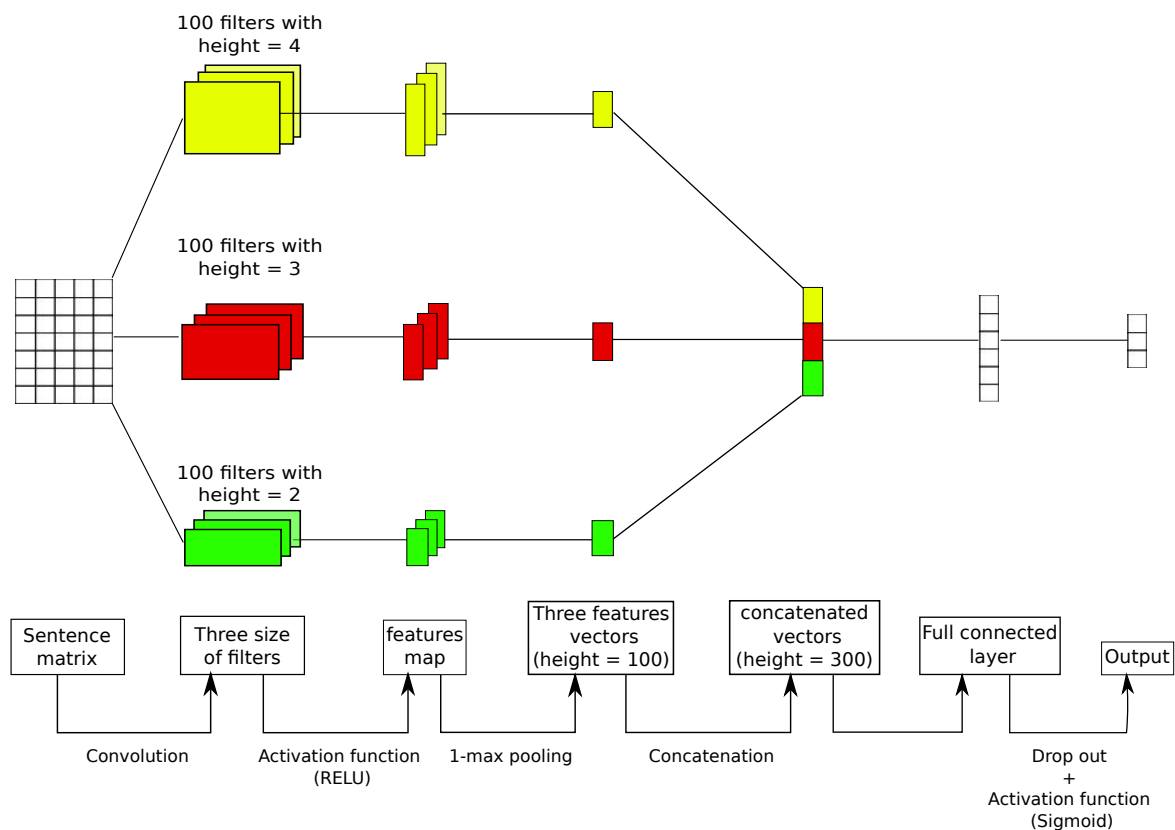 100 filters with
height = 4
100 filters with
height = 3
100 filters with
height = 2
Sentence
matrix
Three size
of filters
features
map
Three features
vectors
(height = 100)
concatenated
vectors
(height = 300)
Full connected
layer
Output
Convolution
Activation function
(RELU)
1-max pooling
Concatenation
Drop out
+
Activation function
(Sigmoid)